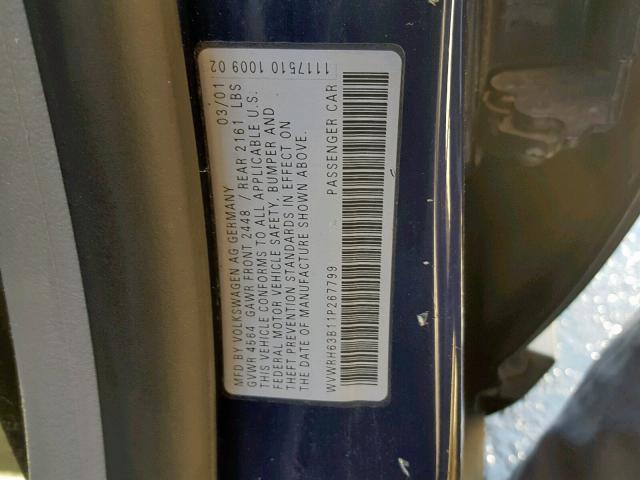 MFD BY VOLKSWAGEN AG GERMANY 03/01
GVWR 4564 GAWR FRONT 2448 / REAR 2161 LBS
THIS VEHICLE CONFORMS TO ALL APPLICABLE U.S.
FEDERAL MOTOR VEHICLE SAFETY, BUMPER AND
THEFT PREVENTION STANDARDS IN EFFECT ON
THE DATE OF MANUFACTURE SHOWN ABOVE.
WVWRH63B11P267799 PASSENGER CAR
1117510 1009 02